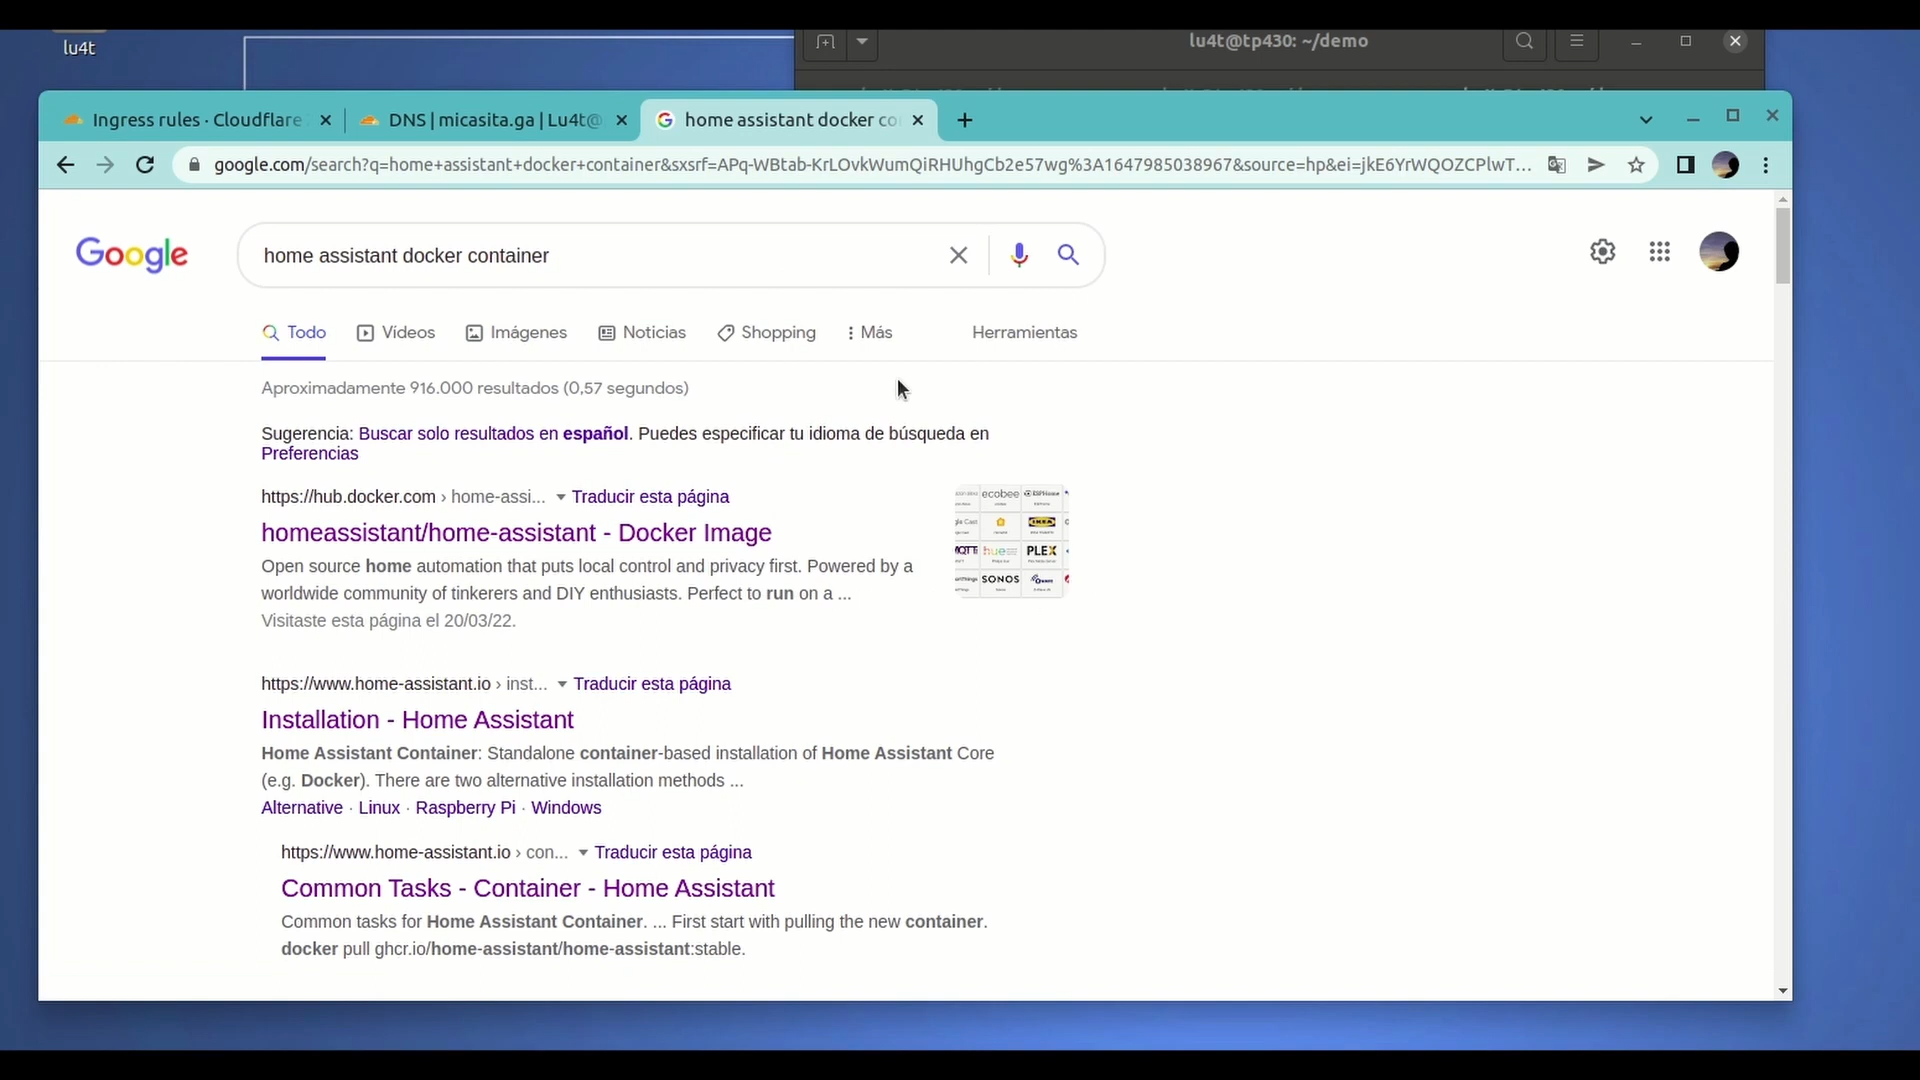 lu4t
lu4t@tp430: ~/demo
Ingress rules · Cloudflare
DNS | micasita.ga | Lu4t@
home assistant docker co
google.com/search?q=home+assistant+docker+container&sxsrf=APq-WBtab-KrLOvkWumQiRHUhgCb2e57wg%3A1647985038967&source=hp&ei=jkE6YrWQOZCPlwT...
Google
home assistant docker container
Todo Vídeos Imágenes Noticias Shopping Más Herramientas
Aproximadamente 916.000 resultados (0,57 segundos)
Sugerencia: Buscar solo resultados en español. Puedes especificar tu idioma de búsqueda en
Preferencias
https://hub.docker.com › home-assi... Traducir esta página
homeassistant/home-assistant - Docker Image
Open source home automation that puts local control and privacy first. Powered by a
worldwide community of tinkerers and DIY enthusiasts. Perfect to run on a ...
Visitaste esta página el 20/03/22.
ecobee ESPHome
IKEA
hue PLEX
SONOS
https://www.home-assistant.io › inst... Traducir esta página
Installation - Home Assistant
Home Assistant Container: Standalone container-based installation of Home Assistant Core
(e.g. Docker). There are two alternative installation methods ...
Alternative · Linux · Raspberry Pi · Windows
https://www.home-assistant.io › con... Traducir esta página
Common Tasks - Container - Home Assistant
Common tasks for Home Assistant Container. ... First start with pulling the new container.
docker pull ghcr.io/home-assistant/home-assistant:stable.